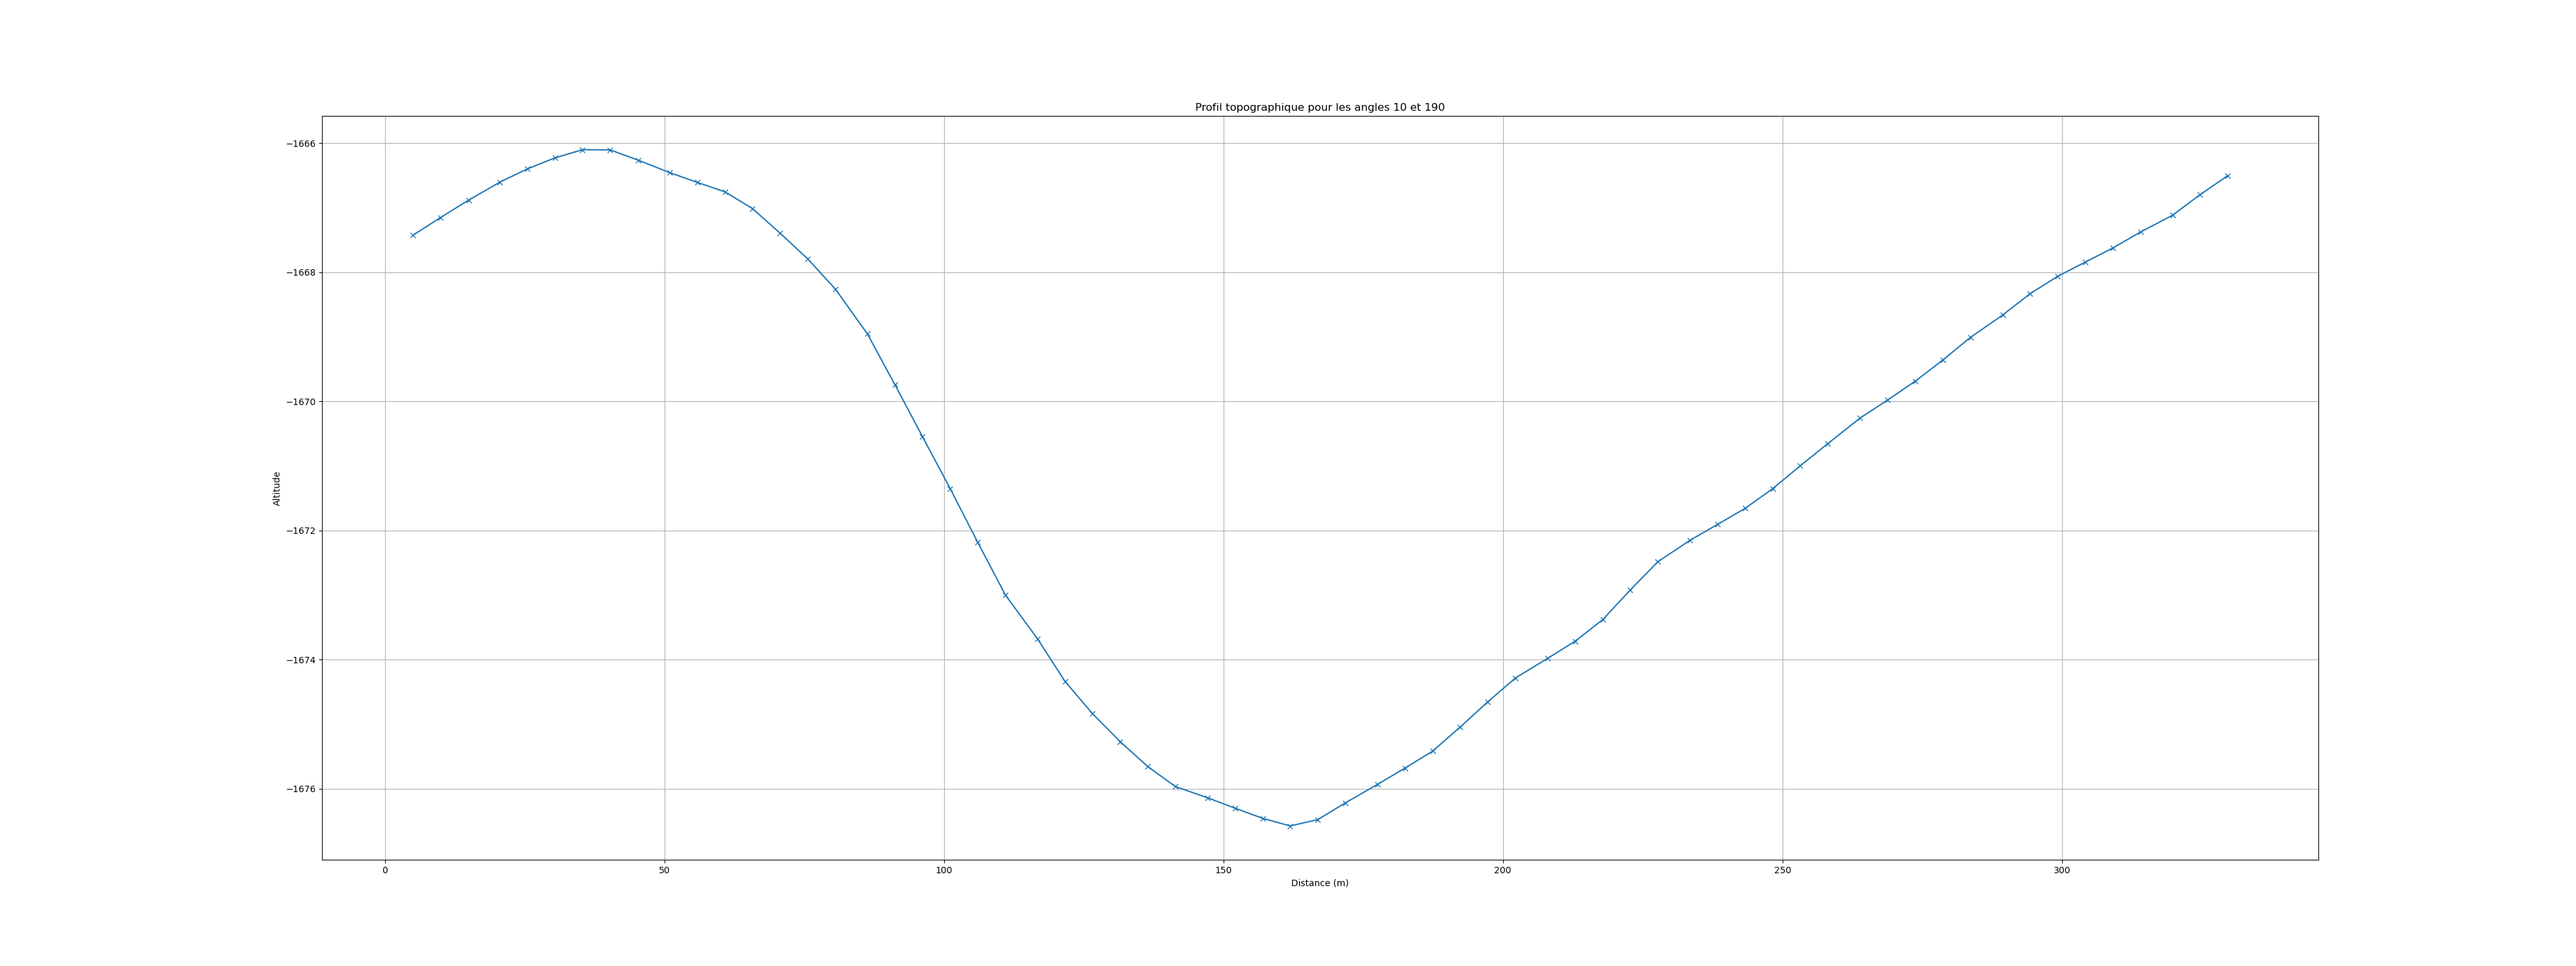 Profil topographique pour les angles 10 et 190
−1666
−1668
−1670
−1672
−1674
−1676
Altitude
0 50 100 150 200 250 300
Distance (m)